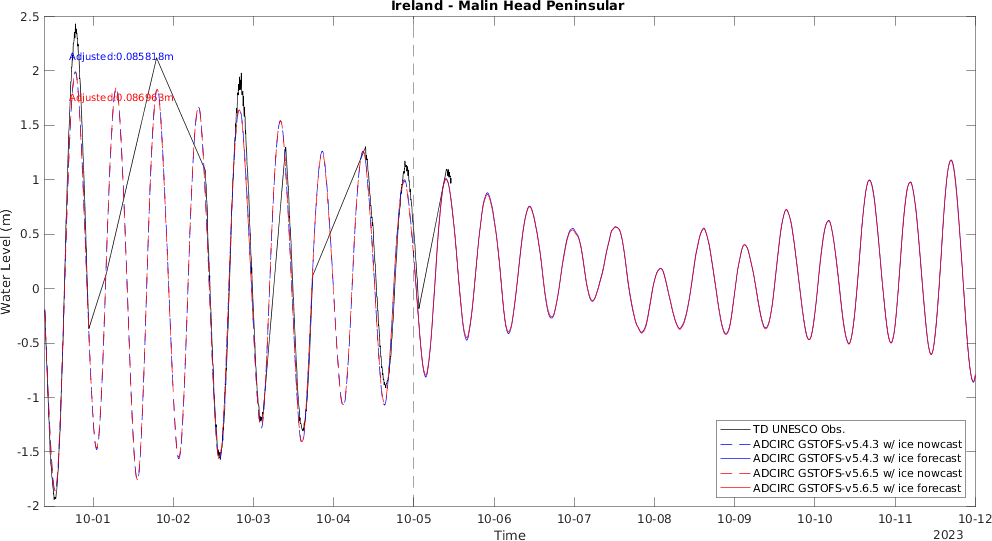 Ireland - Malin Head Peninsular
2.5
2
1.5
1
0.5
0
-0.5
-1
-1.5
-2
Water Level (m)
Adjusted:0.085818m
Adjusted:0.086963m
TD UNESCO Obs.
ADCIRC GSTOFS-v5.4.3 w/ ice nowcast
ADCIRC GSTOFS-v5.4.3 w/ ice forecast
ADCIRC GSTOFS-v5.6.5 w/ ice nowcast
ADCIRC GSTOFS-v5.6.5 w/ ice forecast
10-01 10-02 10-03 10-04 10-05 10-06 10-07 10-08 10-09 10-10 10-11 10-12
Time
2023